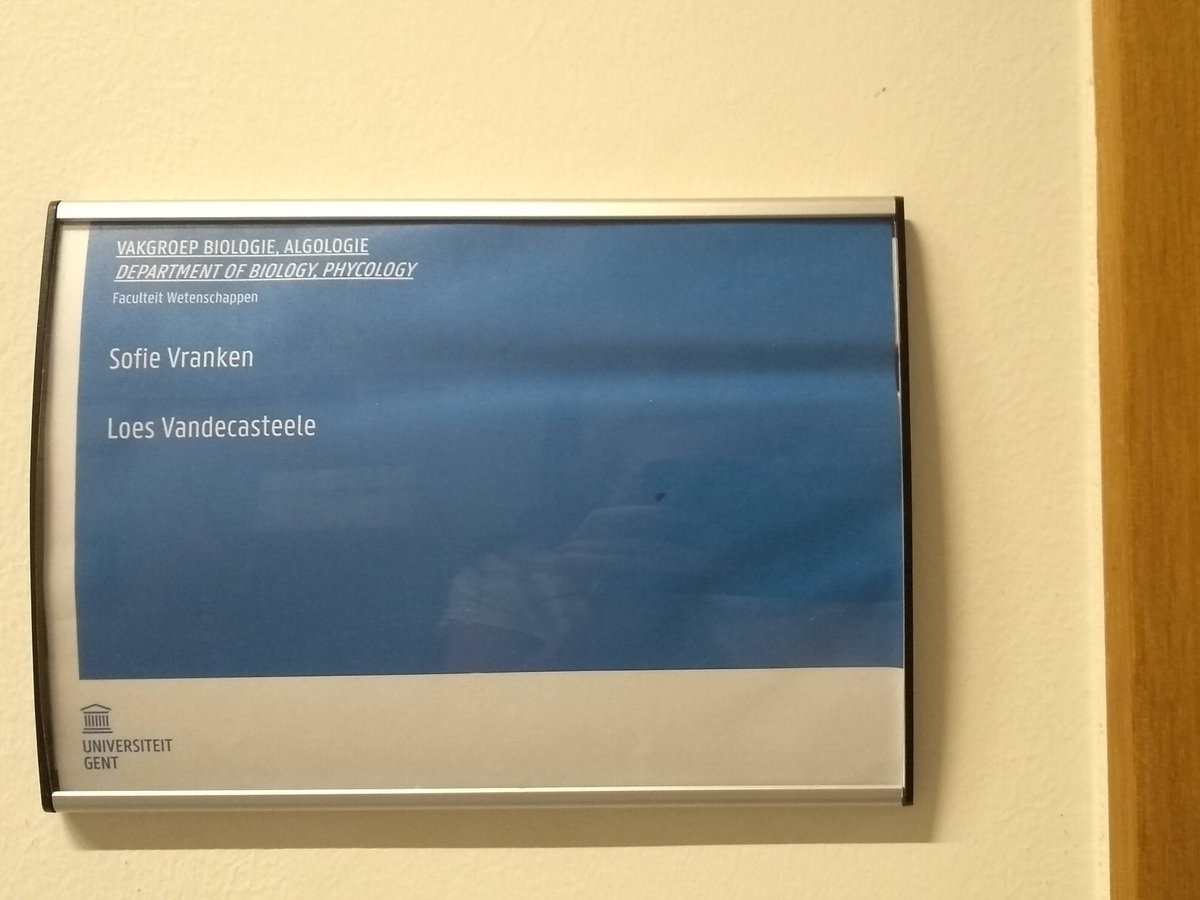 VAKGROEP BIOLOGIE, ALGOLOGIE
DEPARTMENT OF BIOLOGY, PHYCOLOGY
Faculteit Wetenschappen
Sofie Vranken
Loes Vandecasteele
UNIVERSITEIT
GENT